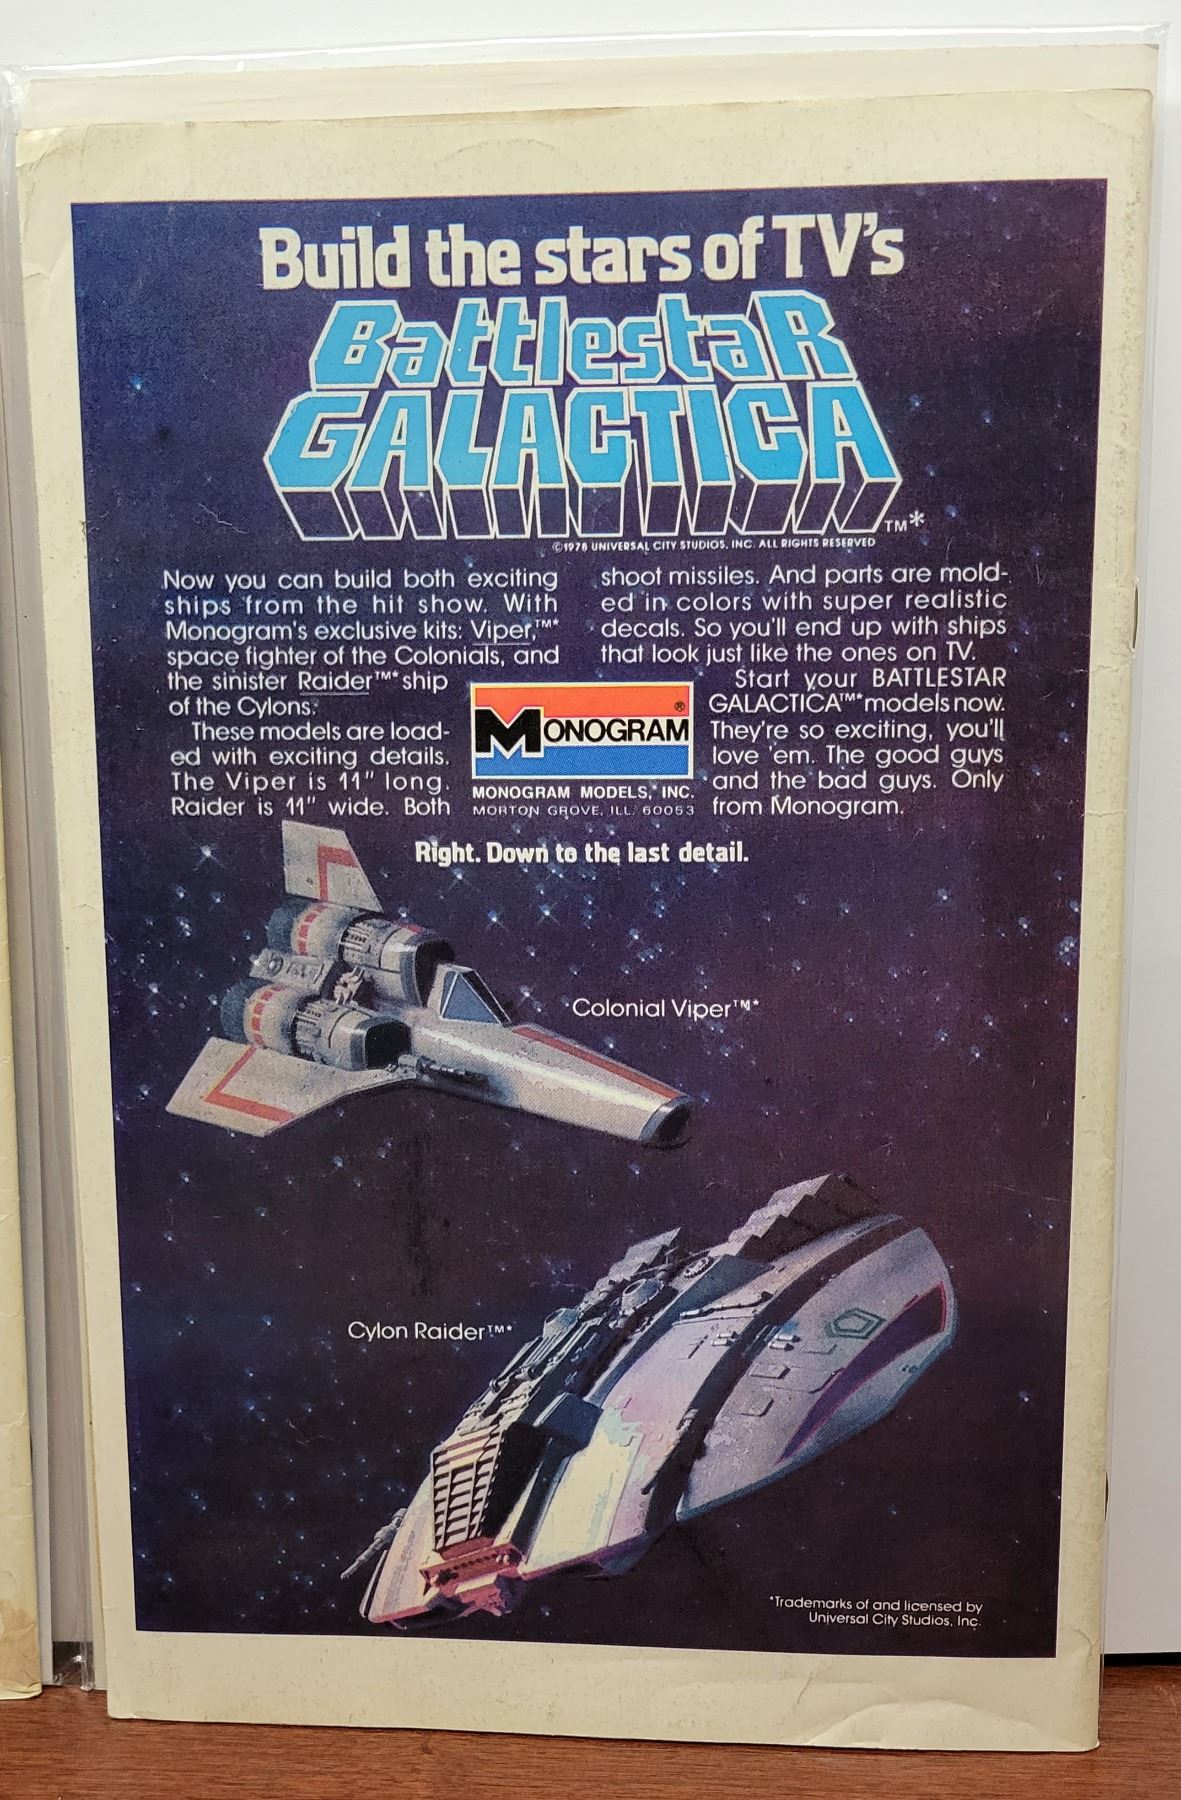 Build the stars of TV's
Battlestar
GALACTICA
TM*
©1978 UNIVERSAL CITY STUDIOS, INC. ALL RIGHTS RESERVED
Now you can build both exciting
ships from the hit show. With
Monogram's exclusive kits: Viper,™*
space fighter of the Colonials, and
the sinister Raider™* ship
of the Cylons.
These models are load-
ed with exciting details.
The Viper is 11" long.
Raider is 11" wide. Both
shoot missiles. And parts are mold-
ed in colors with super realistic
decals. So you'll end up with ships
that look just like the ones on TV.
Start your BATTLESTAR
GALACTICA™* models now.
They're so exciting, you'll
love 'em. The good guys
and the bad guys. Only
from Monogram.
MONOGRAM ®
MONOGRAM MODELS, INC.
MORTON GROVE, ILL. 60053
Right. Down to the last detail.
Colonial Viper™*
Cylon Raider™*
*Trademarks of and licensed by
Universal City Studios, Inc.